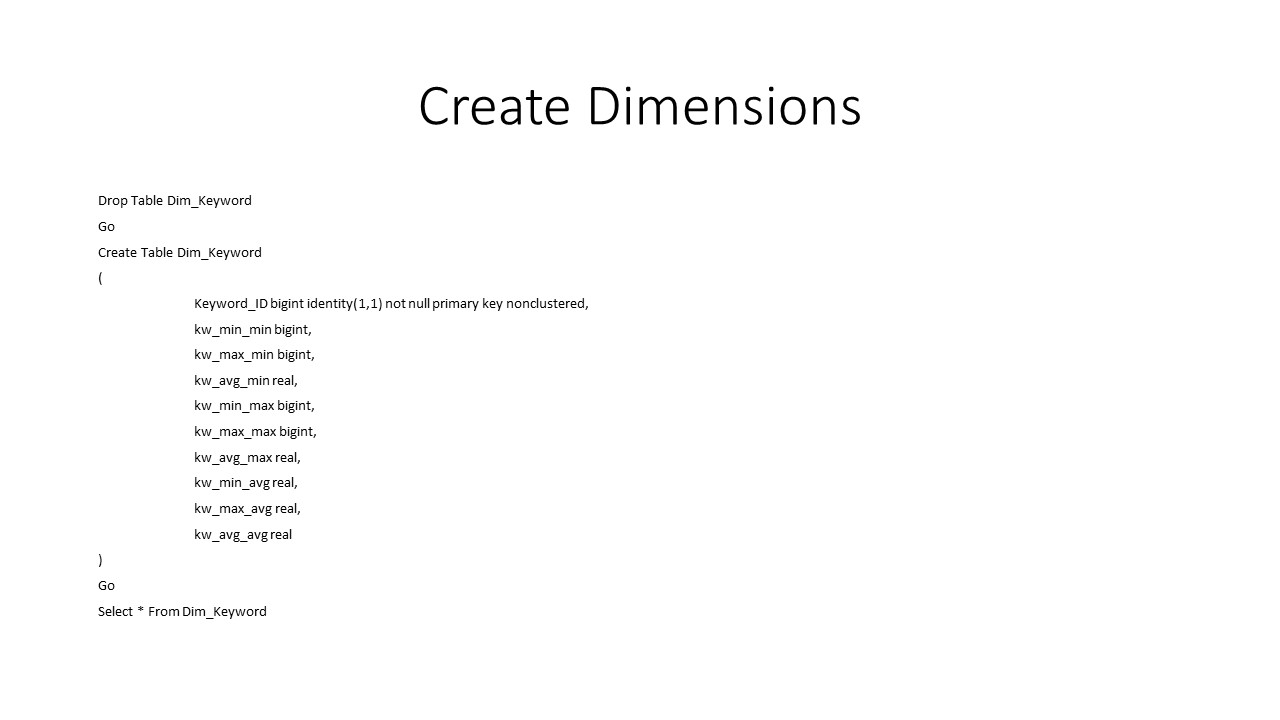 Create Dimensions
Drop Table Dim_Keyword
Go
Create Table Dim_Keyword
(
Keyword_ID bigint identity(1,1) not null primary key nonclustered,
kw_min_min bigint,
kw_max_min bigint,
kw_avg_min real,
kw_min_max bigint,
kw_max_max bigint,
kw_avg_max real,
kw_min_avg real,
kw_max_avg real,
kw_avg_avg real
)
Go
Select * From Dim_Keyword